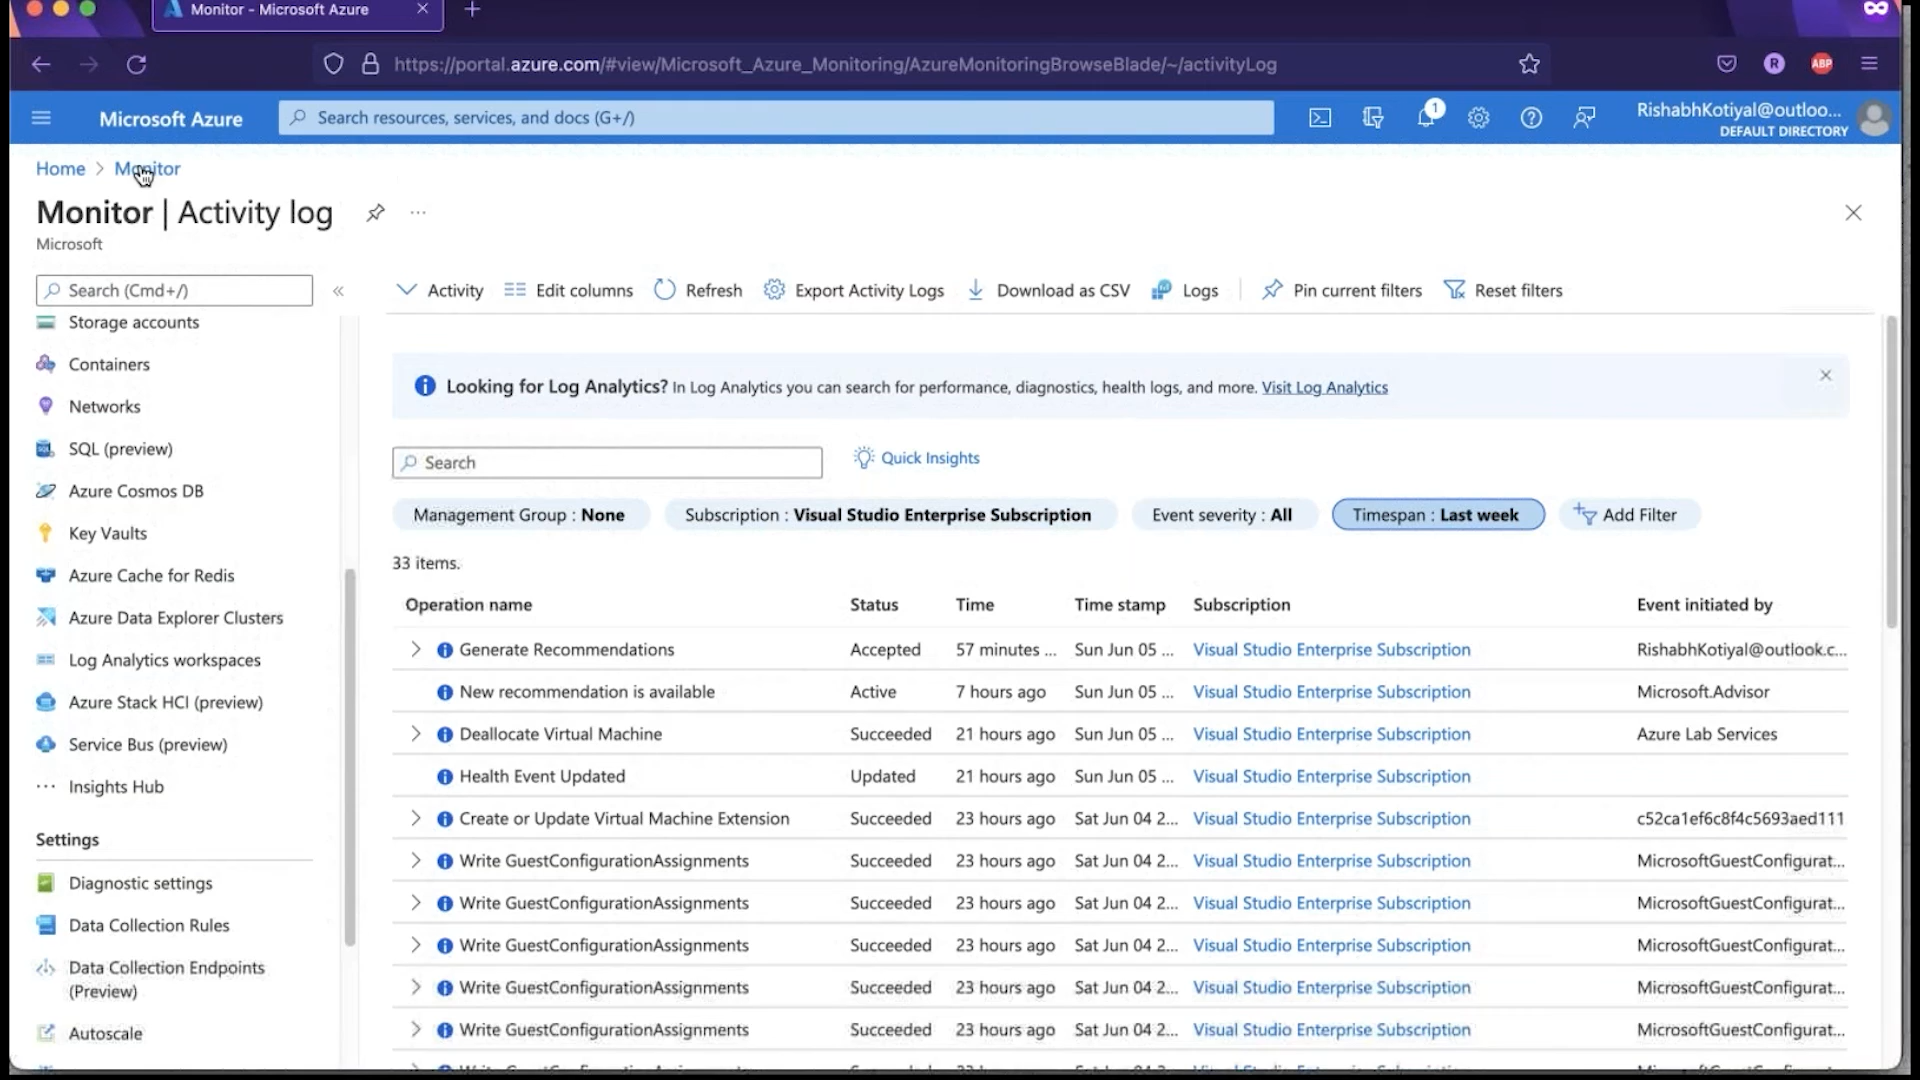 Monitor - Microsoft Azure
https://portal.azure.com/#view/Microsoft_Azure_Monitoring/AzureMonitoringBrowseBlade/~/activityLog
R
ABP
Microsoft Azure
Search resources, services, and docs (G+/)
1
RishabhKotiyal@outloo...
DEFAULT DIRECTORY
Home > Monitor
Monitor | Activity log
Microsoft
Search (Cmd+/)
Storage accounts
Containers
Networks
SQL (preview)
Azure Cosmos DB
Key Vaults
Azure Cache for Redis
Azure Data Explorer Clusters
Log Analytics workspaces
Azure Stack HCI (preview)
Service Bus (preview)
Insights Hub
Settings
Diagnostic settings
Data Collection Rules
Data Collection Endpoints
(Preview)
Autoscale
Activity Edit columns Refresh Export Activity Logs Download as CSV Logs Pin current filters Reset filters
Looking for Log Analytics? In Log Analytics you can search for performance, diagnostics, health logs, and more. Visit Log Analytics
Search
Quick Insights
Management Group : None Subscription : Visual Studio Enterprise Subscription Event severity : All Timespan : Last week Add Filter
33 items.
Operation name Status Time Time stamp Subscription Event initiated by
Generate Recommendations Accepted 57 minutes ... Sun Jun 05 ... Visual Studio Enterprise Subscription RishabhKotiyal@outlook.c...
New recommendation is available Active 7 hours ago Sun Jun 05 ... Visual Studio Enterprise Subscription Microsoft.Advisor
Deallocate Virtual Machine Succeeded 21 hours ago Sun Jun 05 ... Visual Studio Enterprise Subscription Azure Lab Services
Health Event Updated Updated 21 hours ago Sun Jun 05 ... Visual Studio Enterprise Subscription
Create or Update Virtual Machine Extension Succeeded 23 hours ago Sat Jun 04 2... Visual Studio Enterprise Subscription c52ca1ef6c8f4c5693aed111
Write GuestConfigurationAssignments Succeeded 23 hours ago Sat Jun 04 2... Visual Studio Enterprise Subscription MicrosoftGuestConfigurat...
Write GuestConfigurationAssignments Succeeded 23 hours ago Sat Jun 04 2... Visual Studio Enterprise Subscription MicrosoftGuestConfigurat...
Write GuestConfigurationAssignments Succeeded 23 hours ago Sat Jun 04 2... Visual Studio Enterprise Subscription MicrosoftGuestConfigurat...
Write GuestConfigurationAssignments Succeeded 23 hours ago Sat Jun 04 2... Visual Studio Enterprise Subscription MicrosoftGuestConfigurat...
Write GuestConfigurationAssignments Succeeded 23 hours ago Sat Jun 04 2... Visual Studio Enterprise Subscription MicrosoftGuestConfigurat...